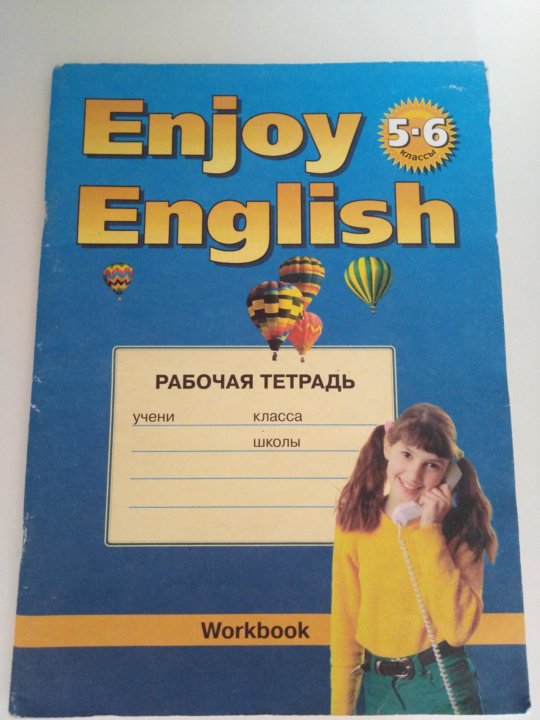 Enjoy
5-6
классы
English
РАБОЧАЯ ТЕТРАДЬ
учени класса
школы
Workbook